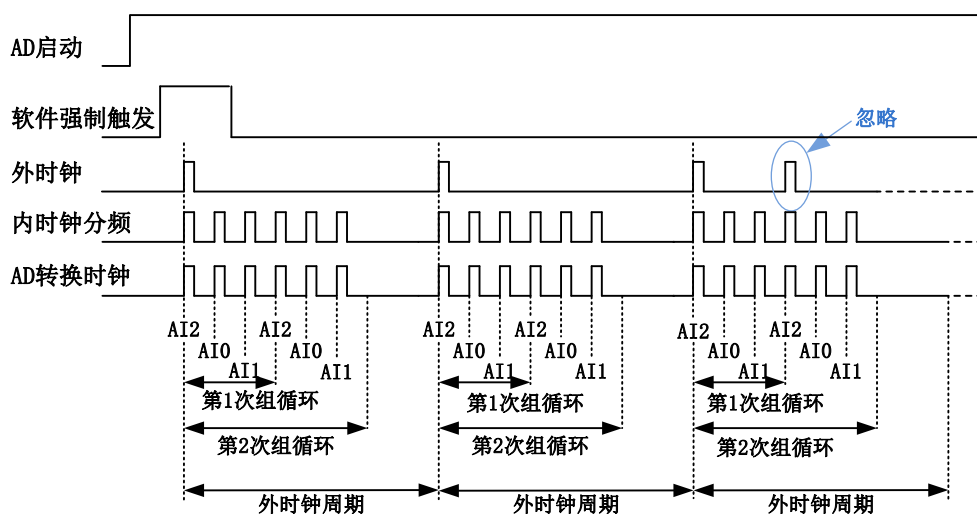 AD启动
软件强制触发
忽略
外时钟
内时钟分频
AD转换时钟
AI2 AI2 AI2 AI2 AI2 AI2
AI0 AI0 AI0 AI0 AI0 AI0
AI1 AI1 AI1 AI1 AI1 AI1
第1次组循环 第1次组循环 第1次组循环
第2次组循环 第2次组循环 第2次组循环
外时钟周期 外时钟周期 外时钟周期